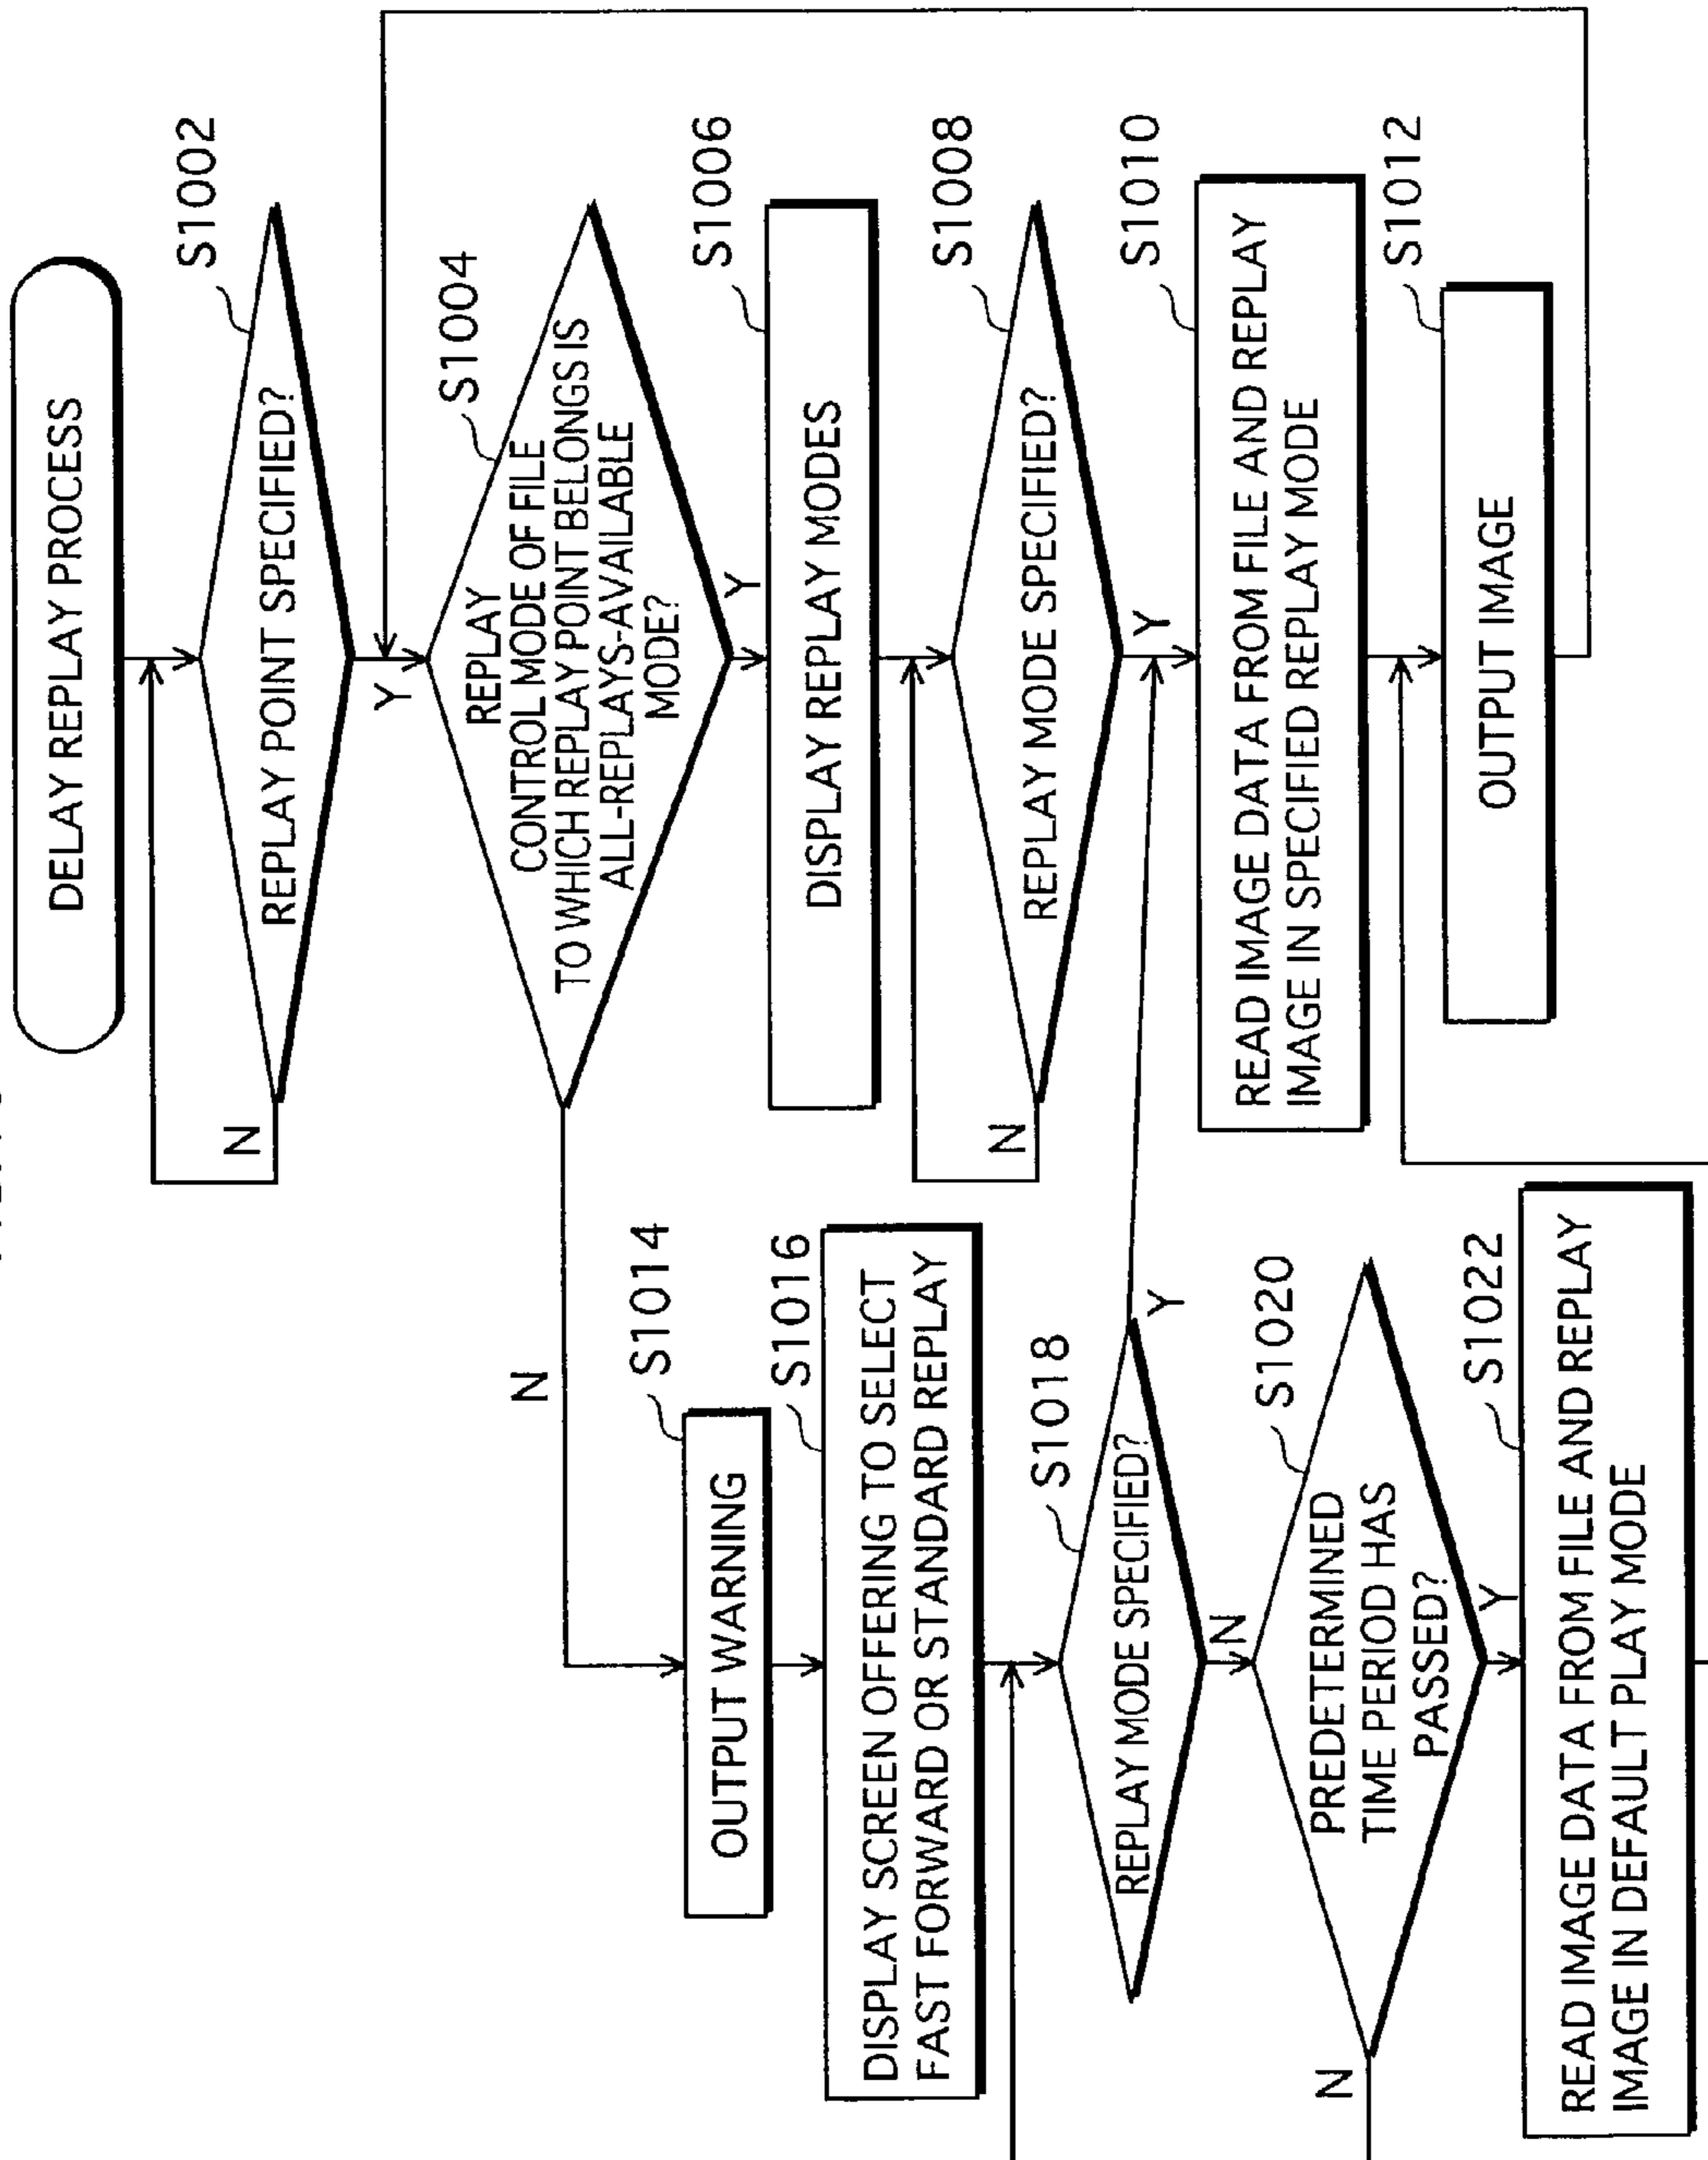 DELAY REPLAY PROCESS
S1002
REPLAY POINT SPECIFIED?
N
Y
S1004
REPLAY
CONTROL MODE OF FILE
TO WHICH REPLAY POINT BELONGS IS
ALL-REPLAYS-AVAILABLE
MODE?
N
Y
S1006
DISPLAY REPLAY MODES
S1008
REPLAY MODE SPECIFIED?
N
Y
S1010
READ IMAGE DATA FROM FILE AND REPLAY
IMAGE IN SPECIFIED REPLAY MODE
S1012
OUTPUT IMAGE
S1014
OUTPUT WARNING
S1016
DISPLAY SCREEN OFFERING TO SELECT
FAST FORWARD OR STANDARD REPLAY
S1018
REPLAY MODE SPECIFIED?
Y
N
S1020
PREDETERMINED
TIME PERIOD HAS
PASSED?
N
Y
S1022
READ IMAGE DATA FROM FILE AND REPLAY
IMAGE IN DEFAULT PLAY MODE